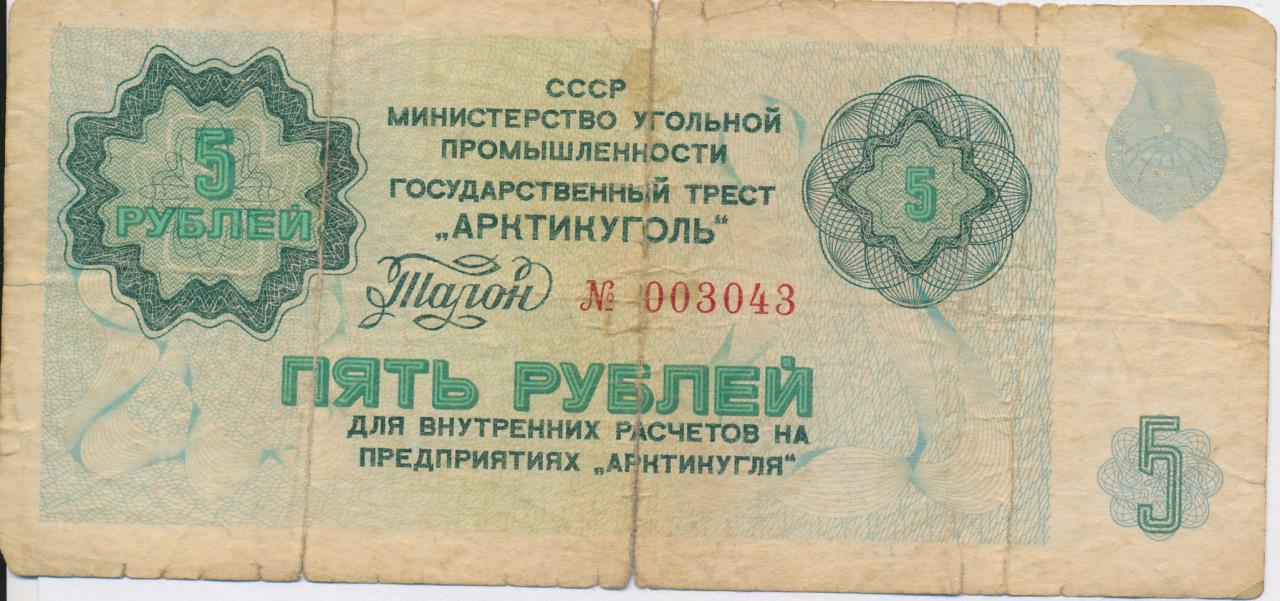 5
РУБЛЕЙ
СССР
МИНИСТЕРСТВО УГОЛЬНОЙ
ПРОМЫШЛЕННОСТИ
ГОСУДАРСТВЕННЫЙ ТРЕСТ
„АРКТИКУГОЛЬ“
Талон № 003043
5
ПЯТЬ РУБЛЕЙ
ДЛЯ ВНУТРЕННИХ РАСЧЕТОВ НА
ПРЕДПРИЯТИЯХ „АРКТИКУГЛЯ“
5